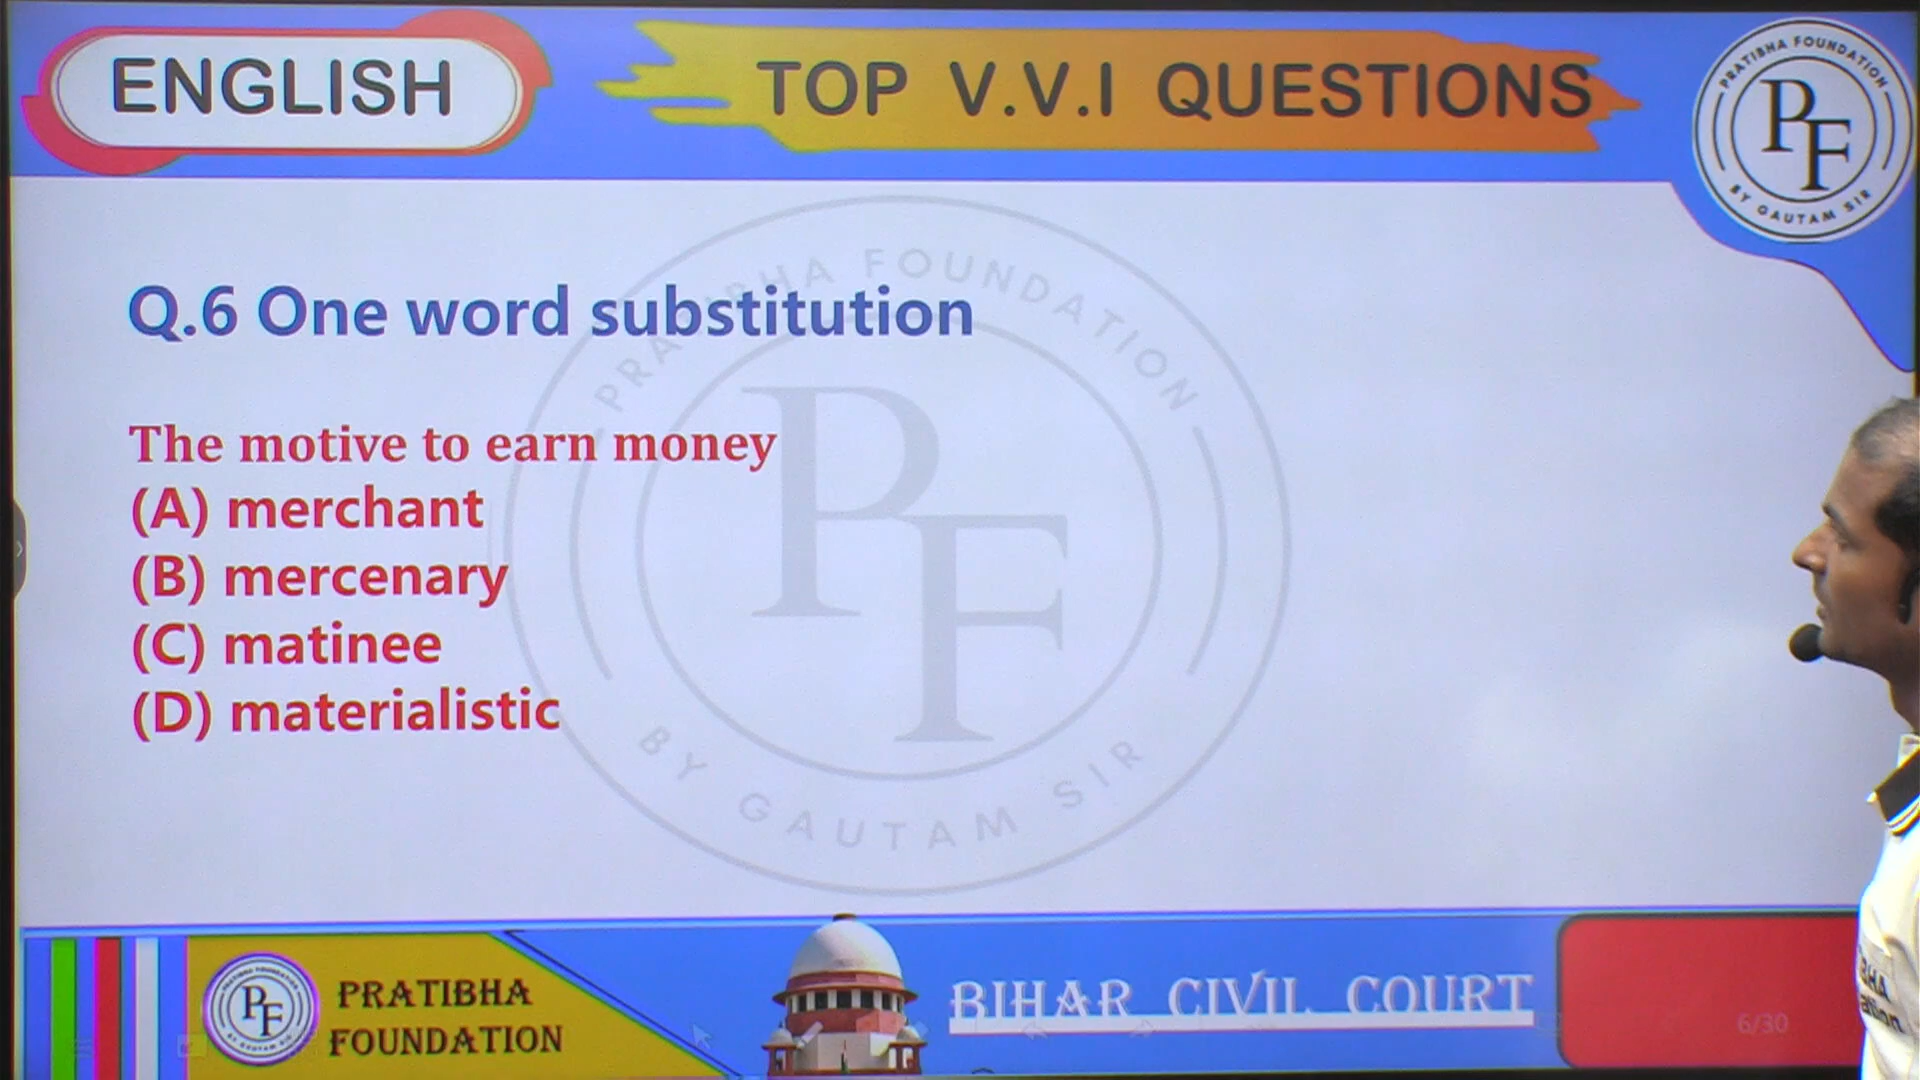 ENGLISH
TOP V.V.I QUESTIONS
PRATIBHA FOUNDATION
PF
BY GAUTAM SIR
Q.6 One word substitution
The motive to earn money
(A) merchant
(B) mercenary
(C) matinee
(D) materialistic
PRATIBHA FOUNDATION
PF
BY GAUTAM SIR
PF
PRATIBHA
FOUNDATION
BIHAR CIVIL COURT
6/30